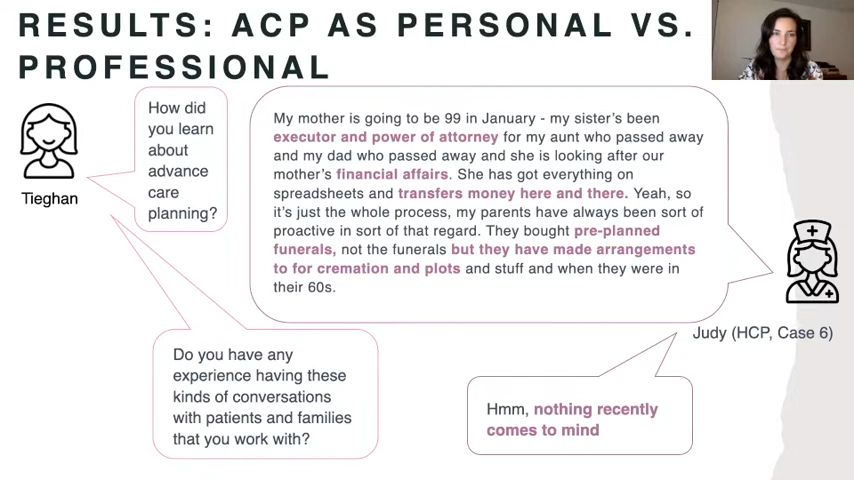 RESULTS: ACP AS PERSONAL VS.
PROFESSIONAL
How did
you learn
about
advance
care
planning?
Tieghan
My mother is going to be 99 in January - my sister's been
executor and power of attorney for my aunt who passed away
and my dad who passed away and she is looking after our
mother's financial affairs. She has got everything on
spreadsheets and transfers money here and there. Yeah, so
it's just the whole process, my parents have always been sort of
proactive in sort of that regard. They bought pre-planned
funerals, not the funerals but they have made arrangements
to for cremation and plots and stuff and when they were in
their 60s.
Judy (HCP, Case 6)
Do you have any
experience having these
kinds of conversations
with patients and families
that you work with?
Hmm, nothing recently
comes to mind